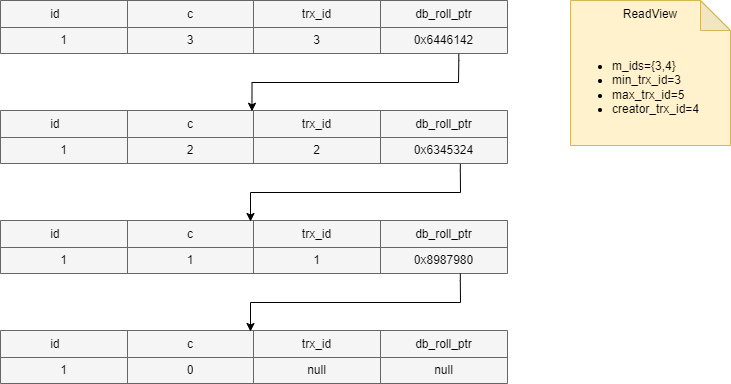 id c trx_id db_roll_ptr
1 3 3 0x6446142
id c trx_id db_roll_ptr
1 2 2 0x6345324
id c trx_id db_roll_ptr
1 1 1 0x8987980
id c trx_id db_roll_ptr
1 0 null null
ReadView
m_ids={3,4}
min_trx_id=3
max_trx_id=5
creator_trx_id=4